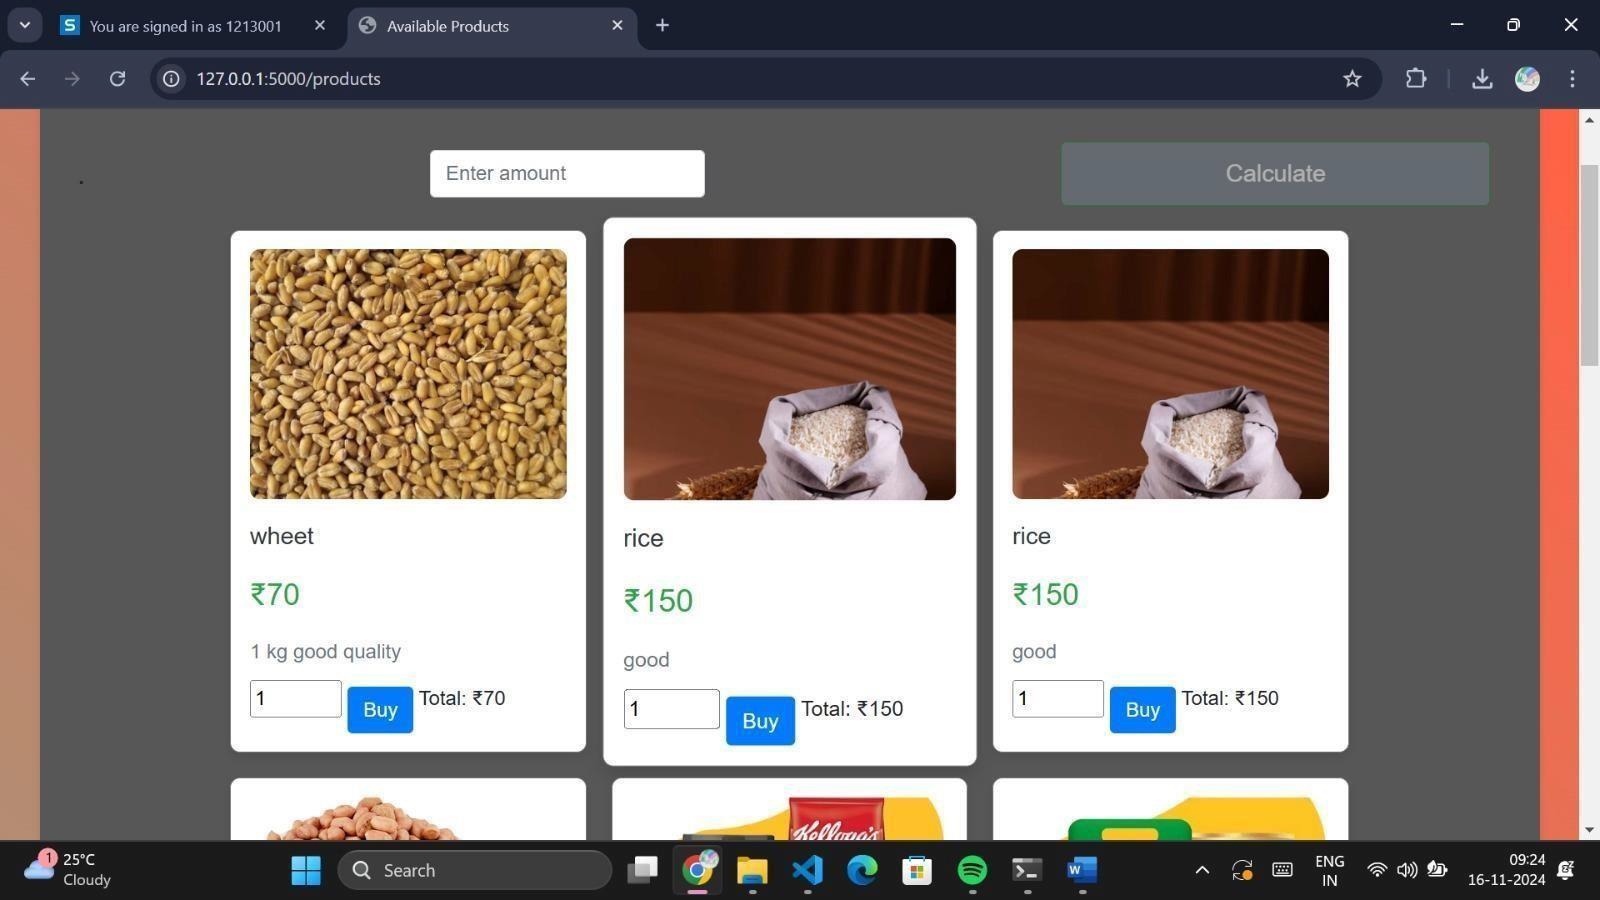 You are signed in as 1213001
Available Products
127.0.0.1:5000/products
Enter amount
Calculate
wheet
₹70
1 kg good quality
1
Buy
Total: ₹70
rice
₹150
good
1
Buy
Total: ₹150
rice
₹150
good
1
Buy
Total: ₹150
Kellogg's
1
25°C
Cloudy
Search
ENG
IN
09:24
16-11-2024